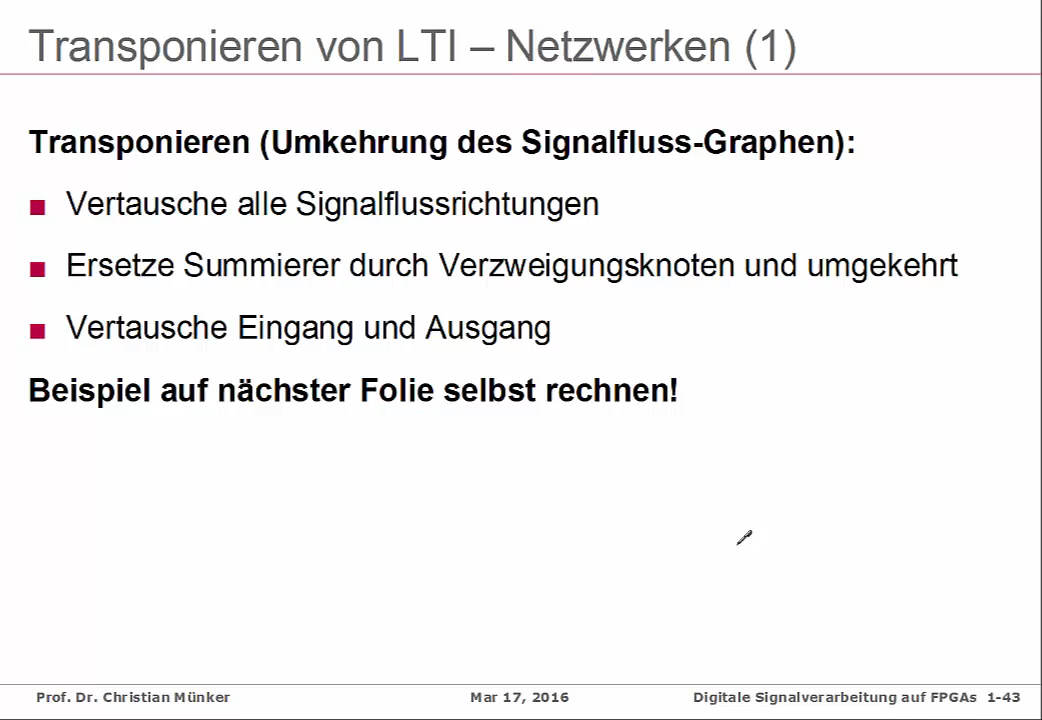 Transponieren von LTI – Netzwerken (1)
Transponieren (Umkehrung des Signalfluss-Graphen):
Vertausche alle Signalflussrichtungen
Ersetze Summierer durch Verzweigungsknoten und umgekehrt
Vertausche Eingang und Ausgang
Beispiel auf nächster Folie selbst rechnen!
Prof. Dr. Christian Münker Mar 17, 2016 Digitale Signalverarbeitung auf FPGAs 1-43